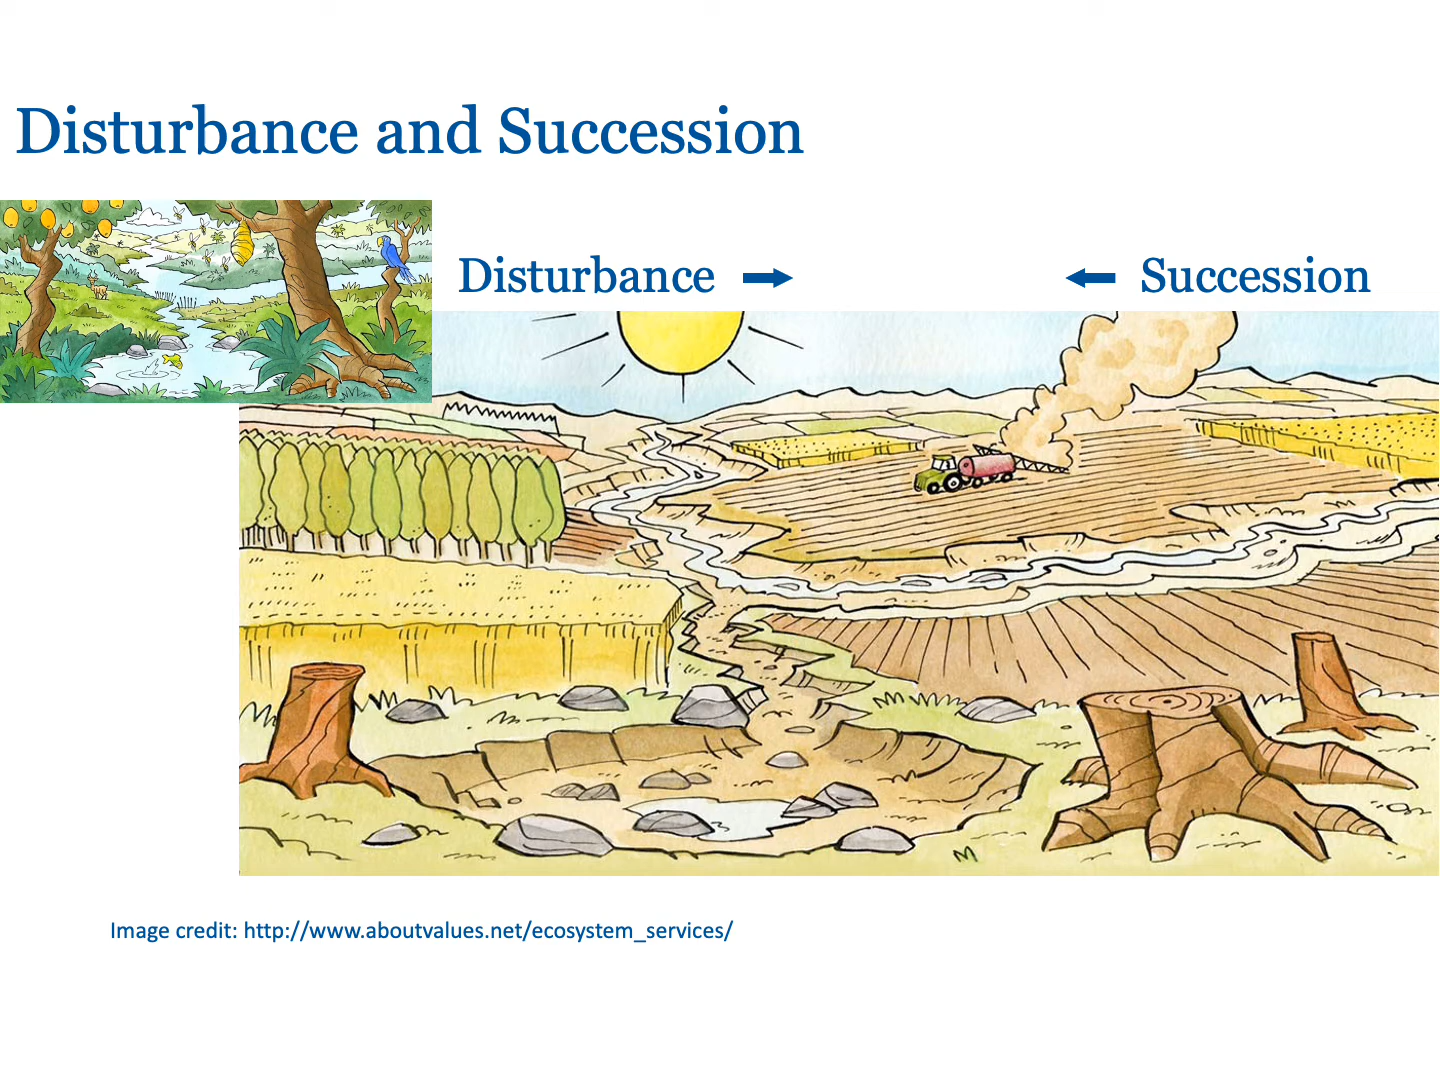 Disturbance and Succession
Disturbance
Succession
Image credit: http://www.aboutvalues.net/ecosystem_services/